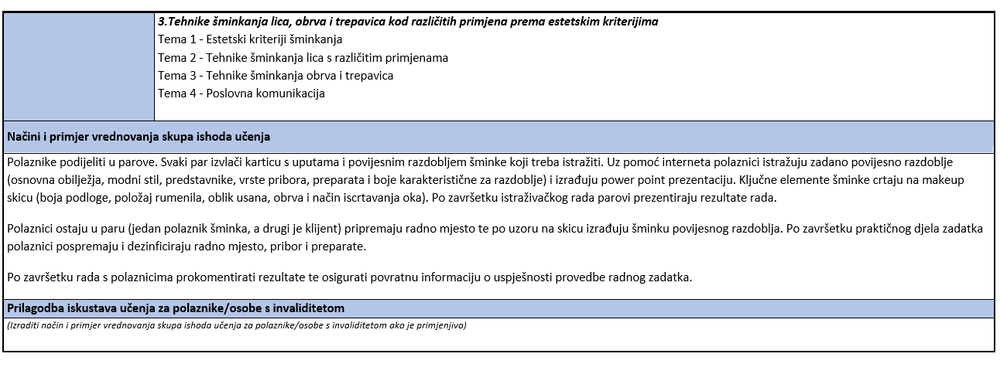 3.Tehnike šminkanja lica, obrva i trepavica kod različitih primjena prema estetskim kriterijima
Tema 1 - Estetski kriteriji šminkanja
Tema 2 - Tehnike šminkanja lica s različitim primjenama
Tema 3 - Tehnike šminkanja obrva i trepavica
Tema 4 - Poslovna komunikacija
Načini i primjer vrednovanja skupa ishoda učenja
Polaznike podijeliti u parove. Svaki par izvlači karticu s uputama i povijesnim razdobljem šminke koji treba istražiti. Uz pomoć interneta polaznici istražuju zadano povijesno razdoblje
(osnovna obilježja, modni stil, predstavnike, vrste pribora, preparata i boje karakteristične za razdoblje) i izrađuju power point prezentaciju. Ključne elemente šminke crtaju na makeup
skicu (boja podloge, položaj rumenila, oblik usana, obrva i način iscrtavanja oka). Po završetku istraživačkog rada parovi prezentiraju rezultate rada.
Polaznici ostaju u paru (jedan polaznik šminka, a drugi je klijent) pripremaju radno mjesto te po uzoru na skicu izrađuju šminku povijesnog razdoblja. Po završetku praktičnog djela zadatka
polaznici pospremaju i dezinficiraju radno mjesto, pribor i preparate.
Po završetku rada s polaznicima prokomentirati rezultate te osigurati povratnu informaciju o uspješnosti provedbe radnog zadatka.
Prilagodba iskustava učenja za polaznike/osobe s invaliditetom
(Izraditi način i primjer vrednovanja skupa ishoda učenja za polaznike/osobe s invaliditetom ako je primjenjivo)